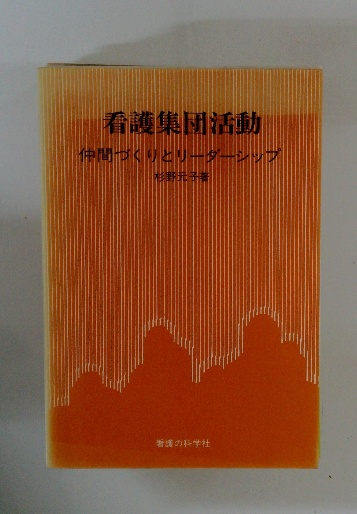 看護集団活動
仲間づくりとリーダーシップ
杉野元子著
看護の科学社